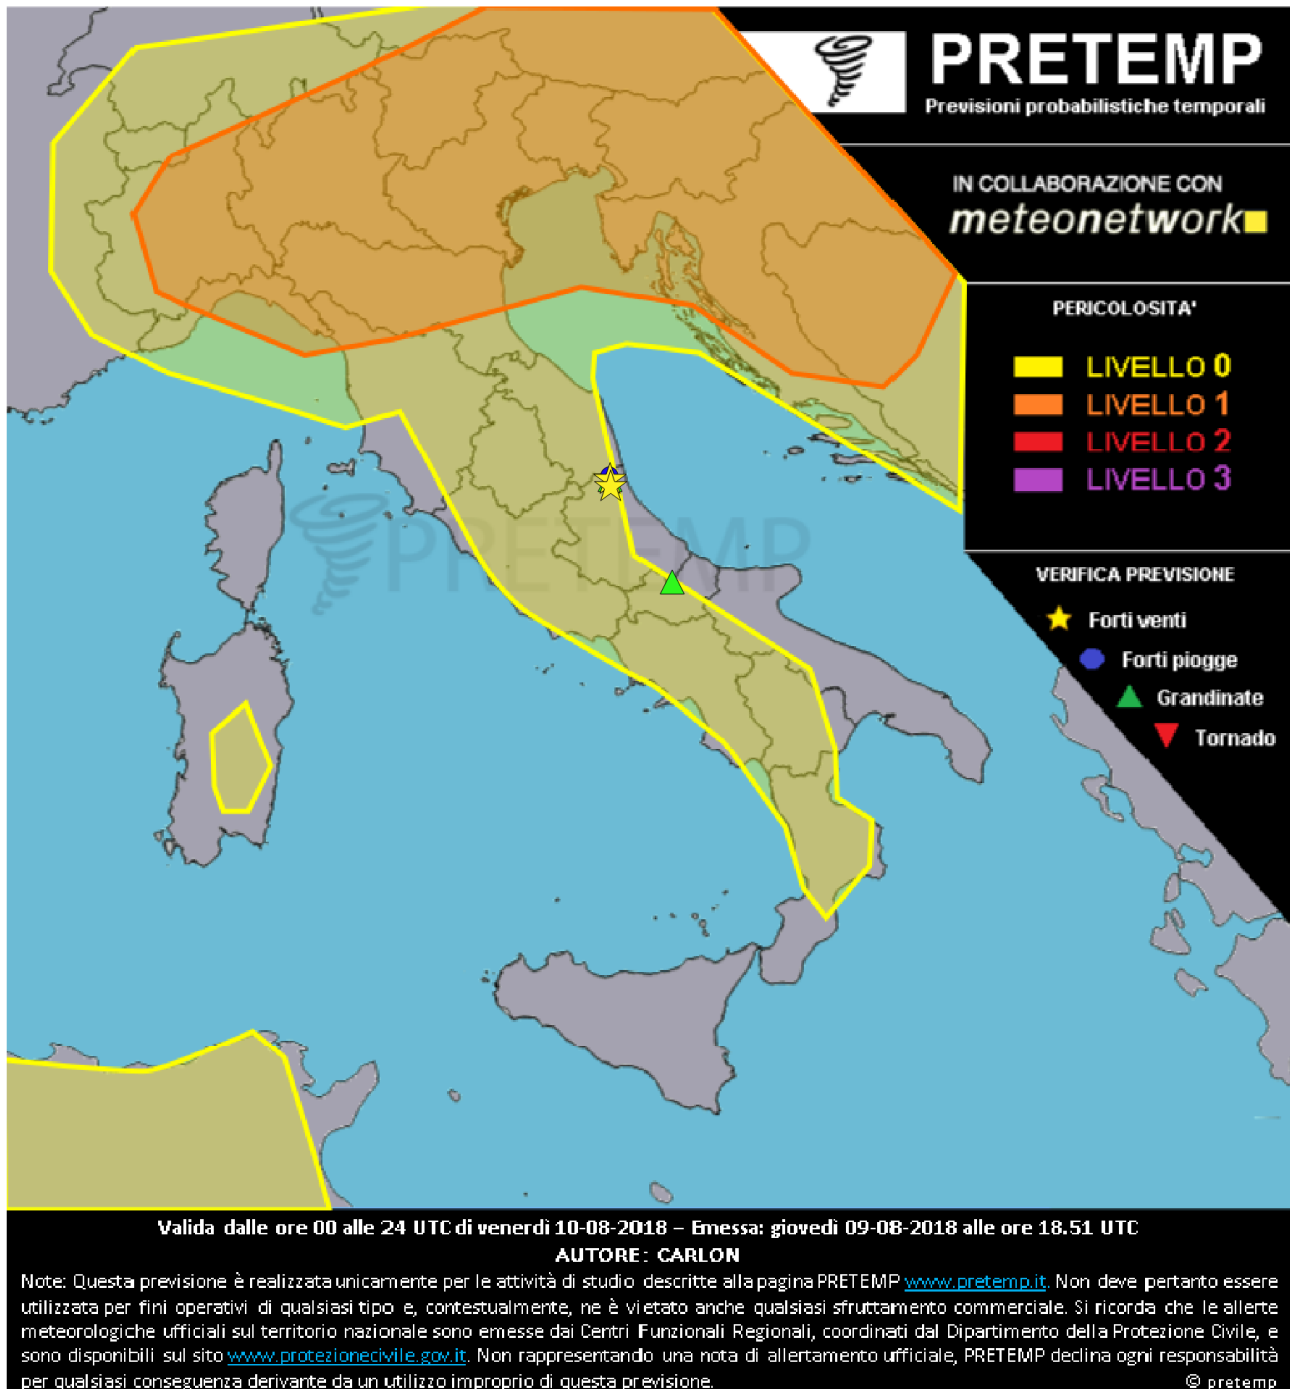 PRETEMP
Previsioni probabilistiche temporali
IN COLLABORAZIONE CON
meteonetwork
PERICOLOSITA'
LIVELLO 0
LIVELLO 1
LIVELLO 2
LIVELLO 3
PRETEMP
VERIFICA PREVISIONE
Forti venti
Forti piogge
Grandinate
Tornado
Valida dalle ore 00 alle 24 UTC di venerdì 10-08-2018 – Emessa: giovedì 09-08-2018 alle ore 18.51 UTC
AUTORE: CARLON
Note: Questa previsione è realizzata unicamente per le attività di studio descritte alla pagina PRETEMP www.pretemp.it. Non deve pertanto essere
utilizzata per fini operativi di qualsiasi tipo e, contestualmente, ne è vietato anche qualsiasi sfruttamento commerciale. Si ricorda che le allerte
meteorologiche ufficiali sul territorio nazionale sono emesse dai Centri Funzionali Regionali, coordinati dal Dipartimento della Protezione Civile, e
sono disponibili sul sito www.protezionecivile.gov.it. Non rappresentando una nota di allertamento ufficiale, PRETEMP declina ogni responsabilità
per qualsiasi conseguenza derivante da un utilizzo improprio di questa previsione.
© pretemp